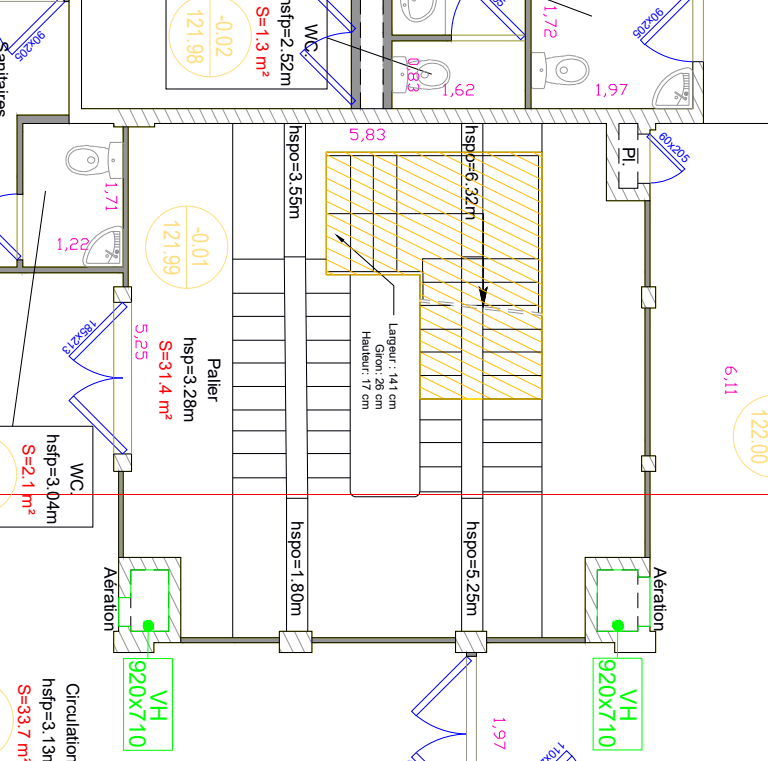 -0.02
121.98
WC.
hsfp=2.52m
S=1.3 m²
90x205
Sanitaires
0,83
1,62
1,72
1,97
90x205
5,83
hspo=3.55m
hspo=6.32m
Pl.
60x205
1,71
1,22
-0.01
121.99
185x213
5,25
Palier
hsp=3.28m
S=31.4 m²
Largeur : 141 cm
Giron: 26 cm
Hauteur: 17 cm
6,11
122.00
WC.
hsfp=3.04m
S=2.1 m²
hspo=1.80m
hspo=5.25m
Aération
Aération
VH
920x710
VH
920x710
Circulation
hsfp=3.13m
S=33.7 m²
1,97